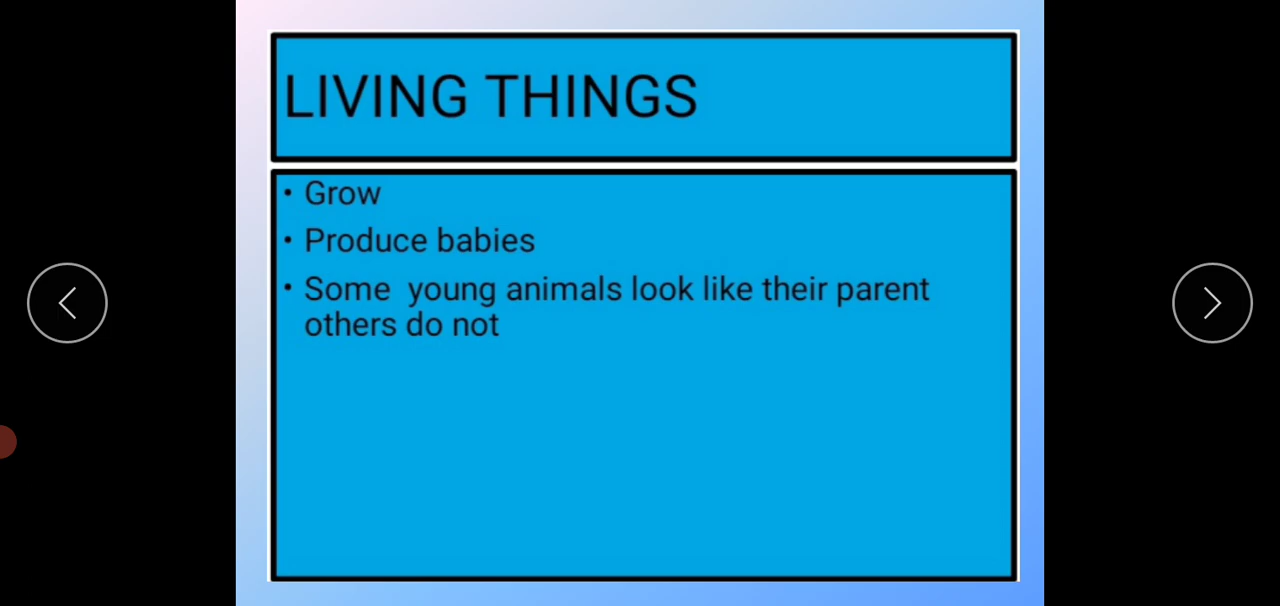 LIVING THINGS
• Grow
• Produce babies
• Some  young animals look like their parent
others do not